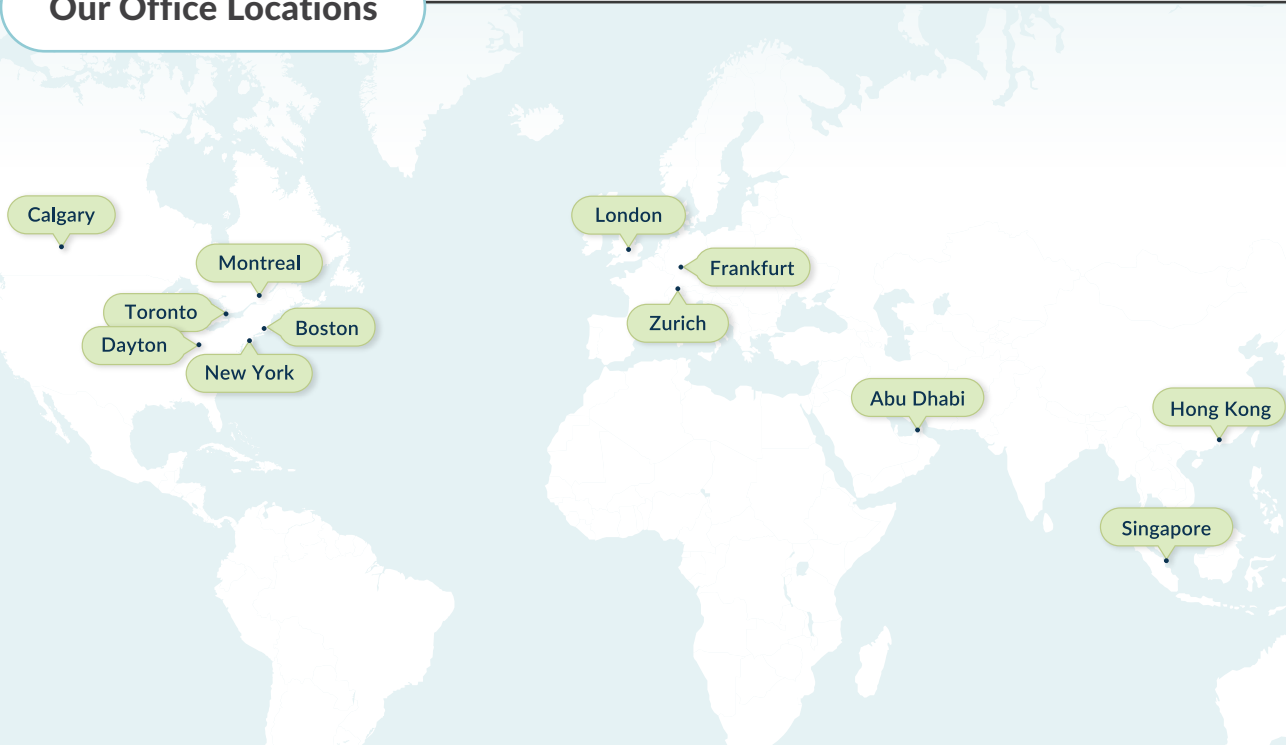 Our Office Locations
Calgary
London
Montreal
Frankfurt
Toronto
Boston
Zurich
Dayton
New York
Abu Dhabi
Hong Kong
Singapore